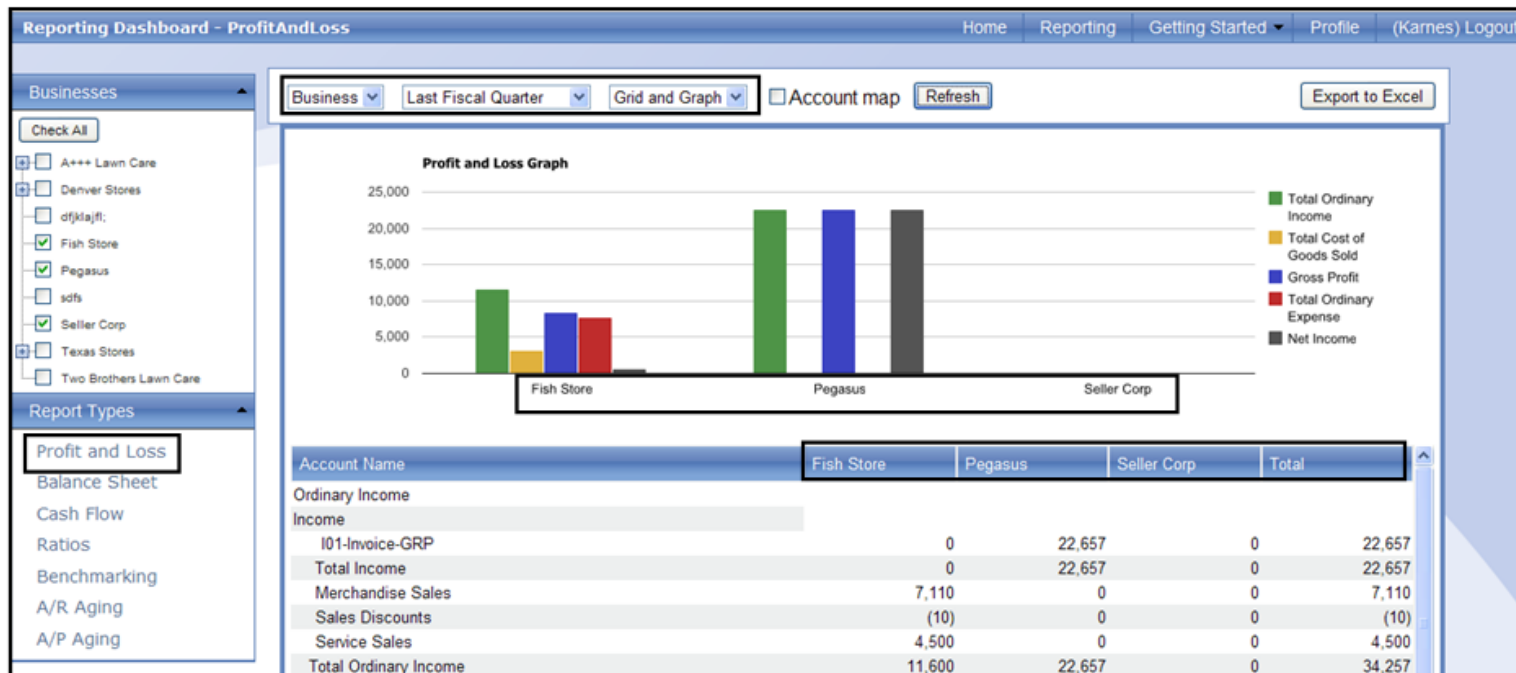 Reporting Dashboard - ProfitAndLoss
Home Reporting Getting Started Profile (Karnes) Logout
Businesses
Check All
A+++ Lawn Care
Denver Stores
dfjklajfl;
Fish Store
Pegasus
sdfs
Seller Corp
Texas Stores
Two Brothers Lawn Care
Report Types
Profit and Loss
Balance Sheet
Cash Flow
Ratios
Benchmarking
A/R Aging
A/P Aging
Business Last Fiscal Quarter Grid and Graph Account map Refresh Export to Excel
Profit and Loss Graph
25,000
20,000
15,000
10,000
5,000
0
Fish Store Pegasus Seller Corp
Total Ordinary
Income
Total Cost of
Goods Sold
Gross Profit
Total Ordinary
Expense
Net Income
Account Name Fish Store Pegasus Seller Corp Total
Ordinary Income
Income
I01-Invoice-GRP 0 22,657 0 22,657
Total Income 0 22,657 0 22,657
Merchandise Sales 7,110 0 0 7,110
Sales Discounts (10) 0 0 (10)
Service Sales 4,500 0 0 4,500
Total Ordinary Income 11,600 22,657 0 34,257